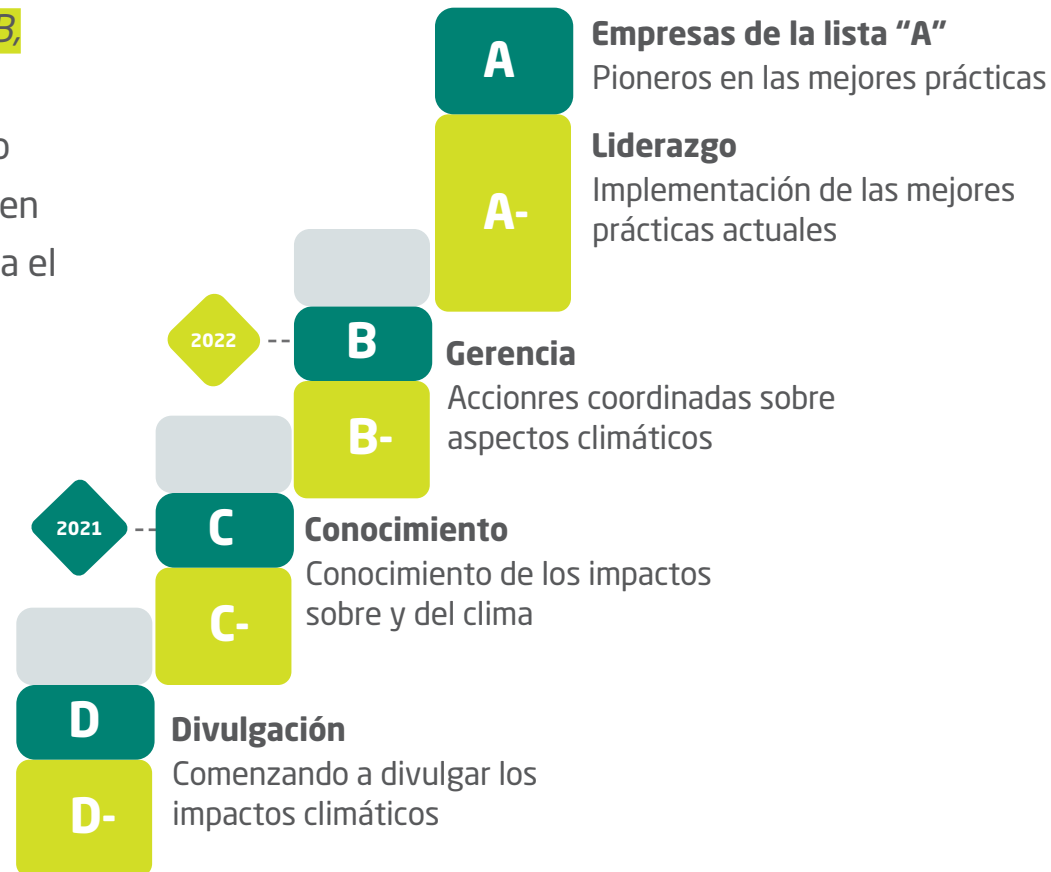 B,
o
en
a el
A
Empresas de la lista “A”
Pioneros en las mejores prácticas
A-
Liderazgo
Implementación de las mejores
prácticas actuales
2022
B
Gerencia
Accionres coordinadas sobre
aspectos climáticos
B-
2021
C
Conocimiento
Conocimiento de los impactos
sobre y del clima
C-
D
Divulgación
Comenzando a divulgar los
impactos climáticos
D-